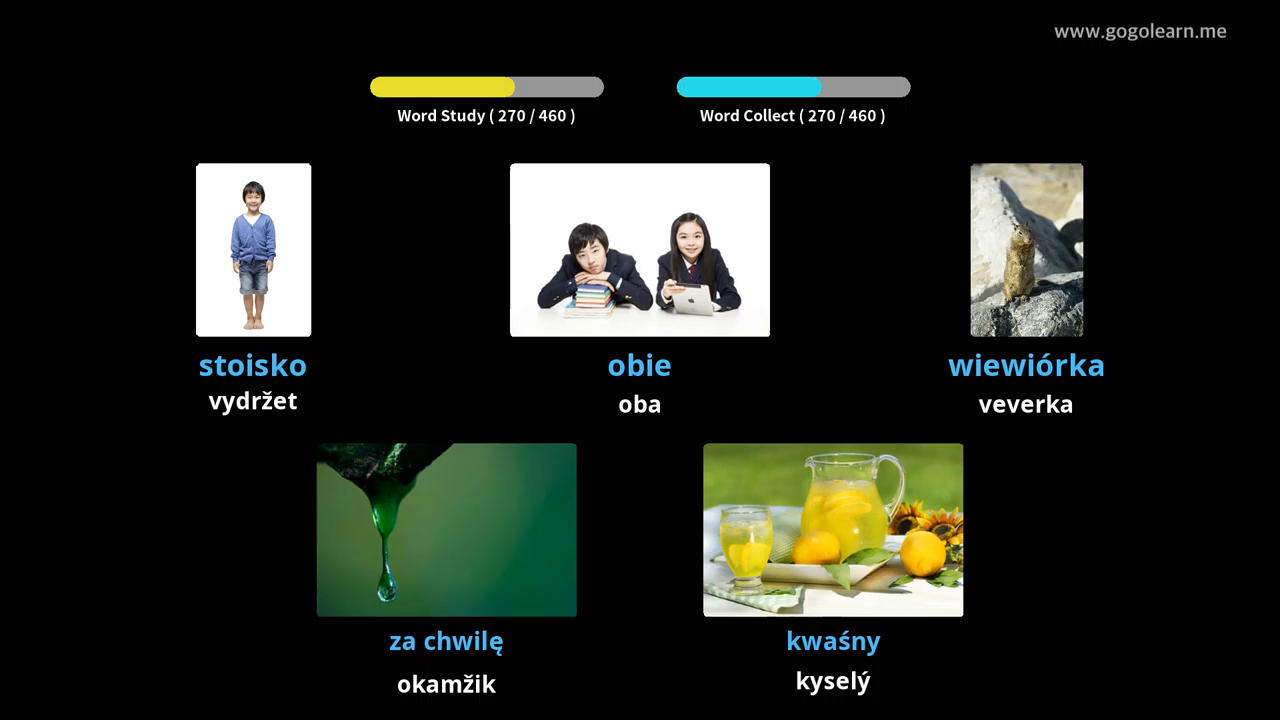 www.gogolearn.me
Word Study ( 270 / 460 )
Word Collect ( 270 / 460 )
stoisko
vydržet
obie
oba
wiewiórka
veverka
za chwilę
okamžik
kwaśny
kyselý